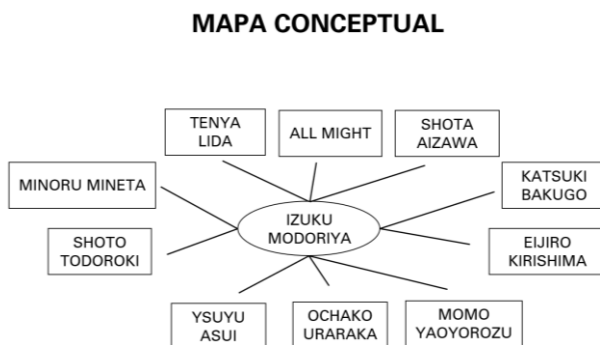 MAPA CONCEPTUAL
TENYA
LIDA
ALL MIGHT
SHOTA
AIZAWA
MINORU MINETA
KATSUKI
BAKUGO
IZUKU
MODORIYA
SHOTO
TODOROKI
EIJIRO
KIRISHIMA
YSUYU
ASUI
OCHAKO
URARAKA
MOMO
YAOYOROZU